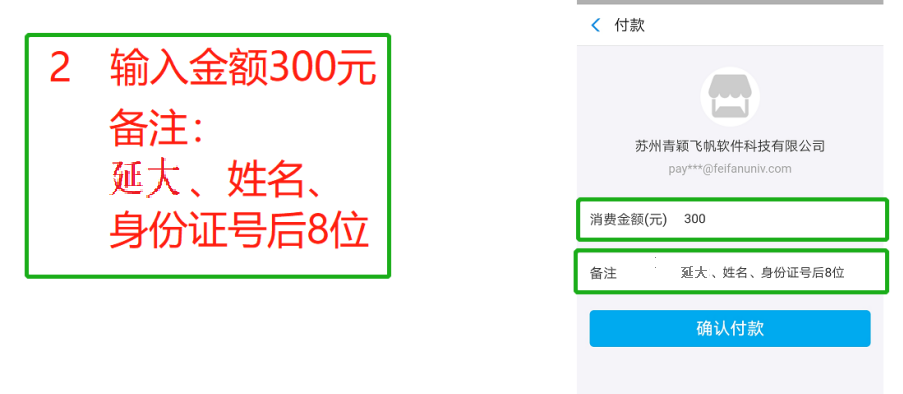 2 输入金额300元
备注：
延大、姓名、
身份证号后8位
付款
苏州青颖飞帆软件科技有限公司
pay***@feifanuniv.com
消费金额(元) 300
备注 延大、姓名、身份证号后8位
确认付款